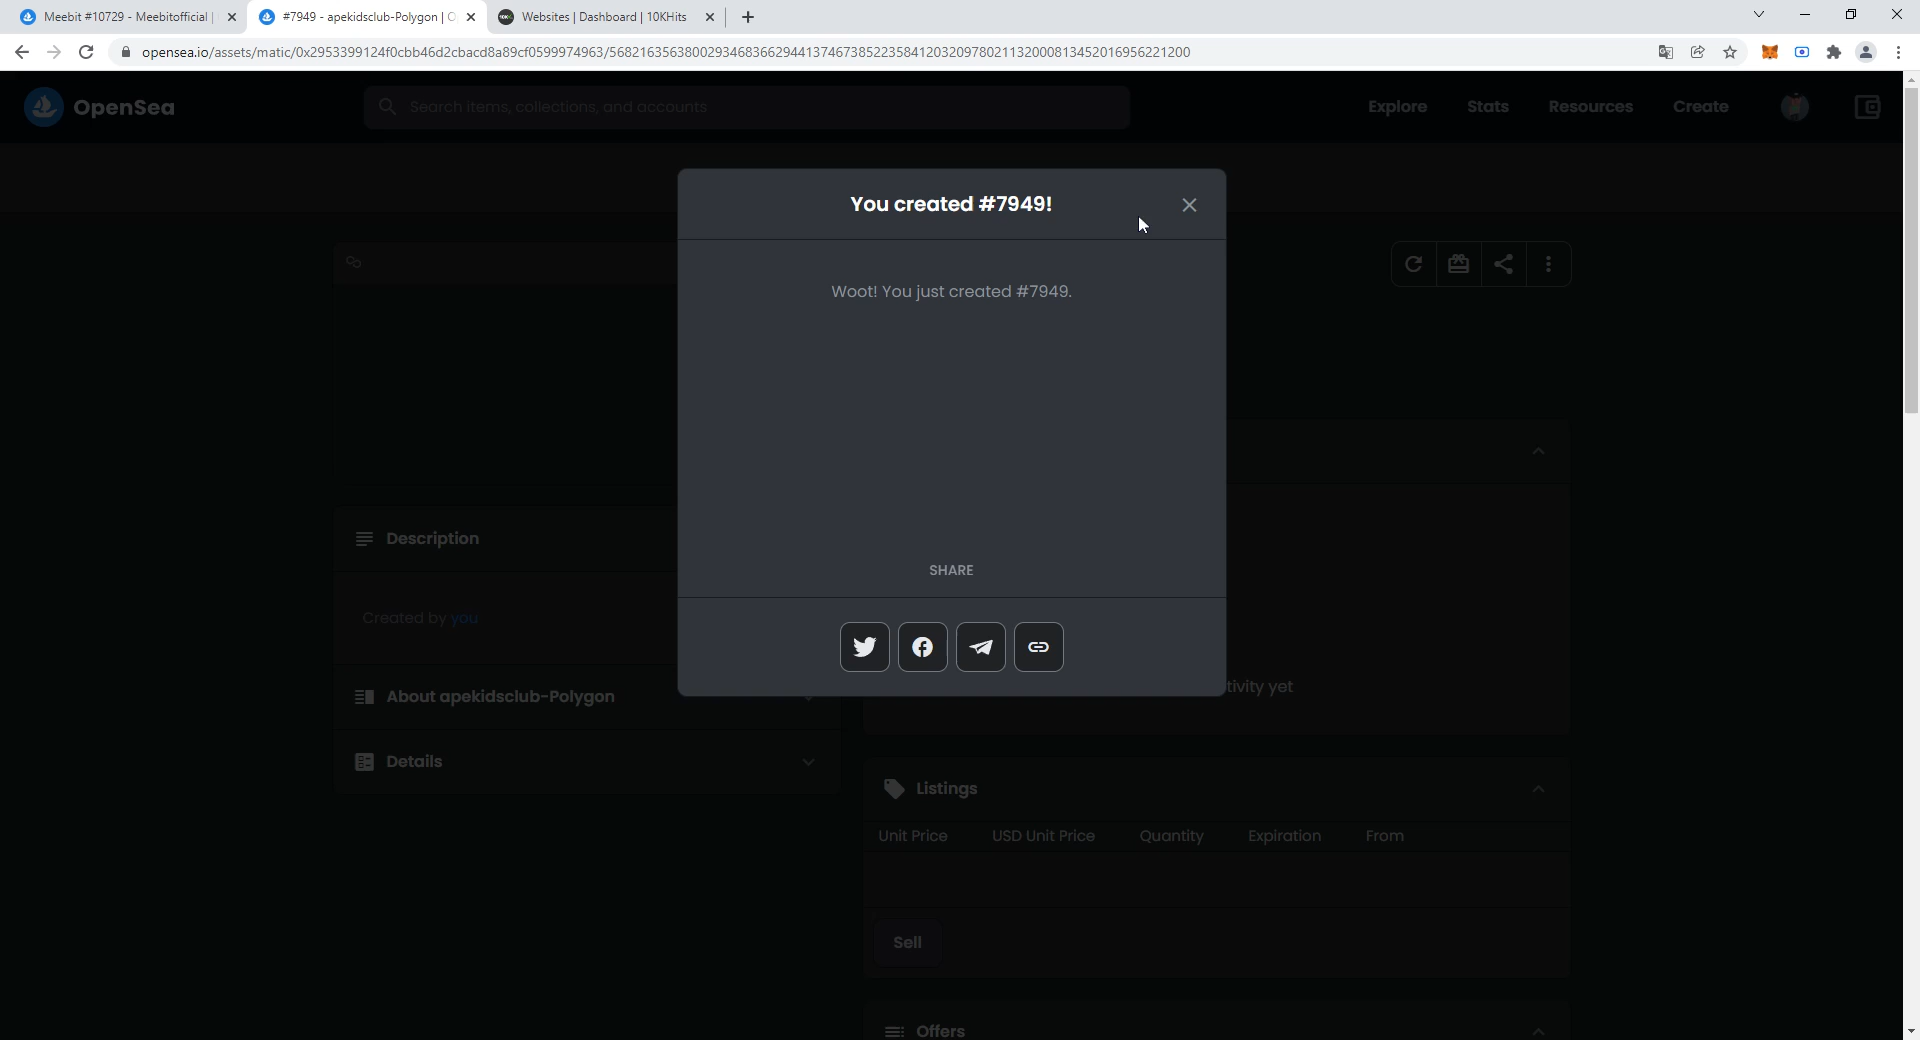 Meebit #10729 - Meebitofficial |
#7949 - apekidsclub-Polygon | O
Websites | Dashboard | 10KHits
opensea.io/assets/matic/0x2953399124f0cbb46d2cbacd8a89cf0599974963/56821635638002934683662944137467385223584120320978021132000813452016956221200
OpenSea
Search items, collections, and accounts
Explore
Stats
Resources
Create
You created #7949!
Woot! You just created #7949.
SHARE
Description
Created by you
About apekidsclub-Polygon
Details
tivity yet
Listings
Unit Price
USD Unit Price
Quantity
Expiration
From
Sell
Offers